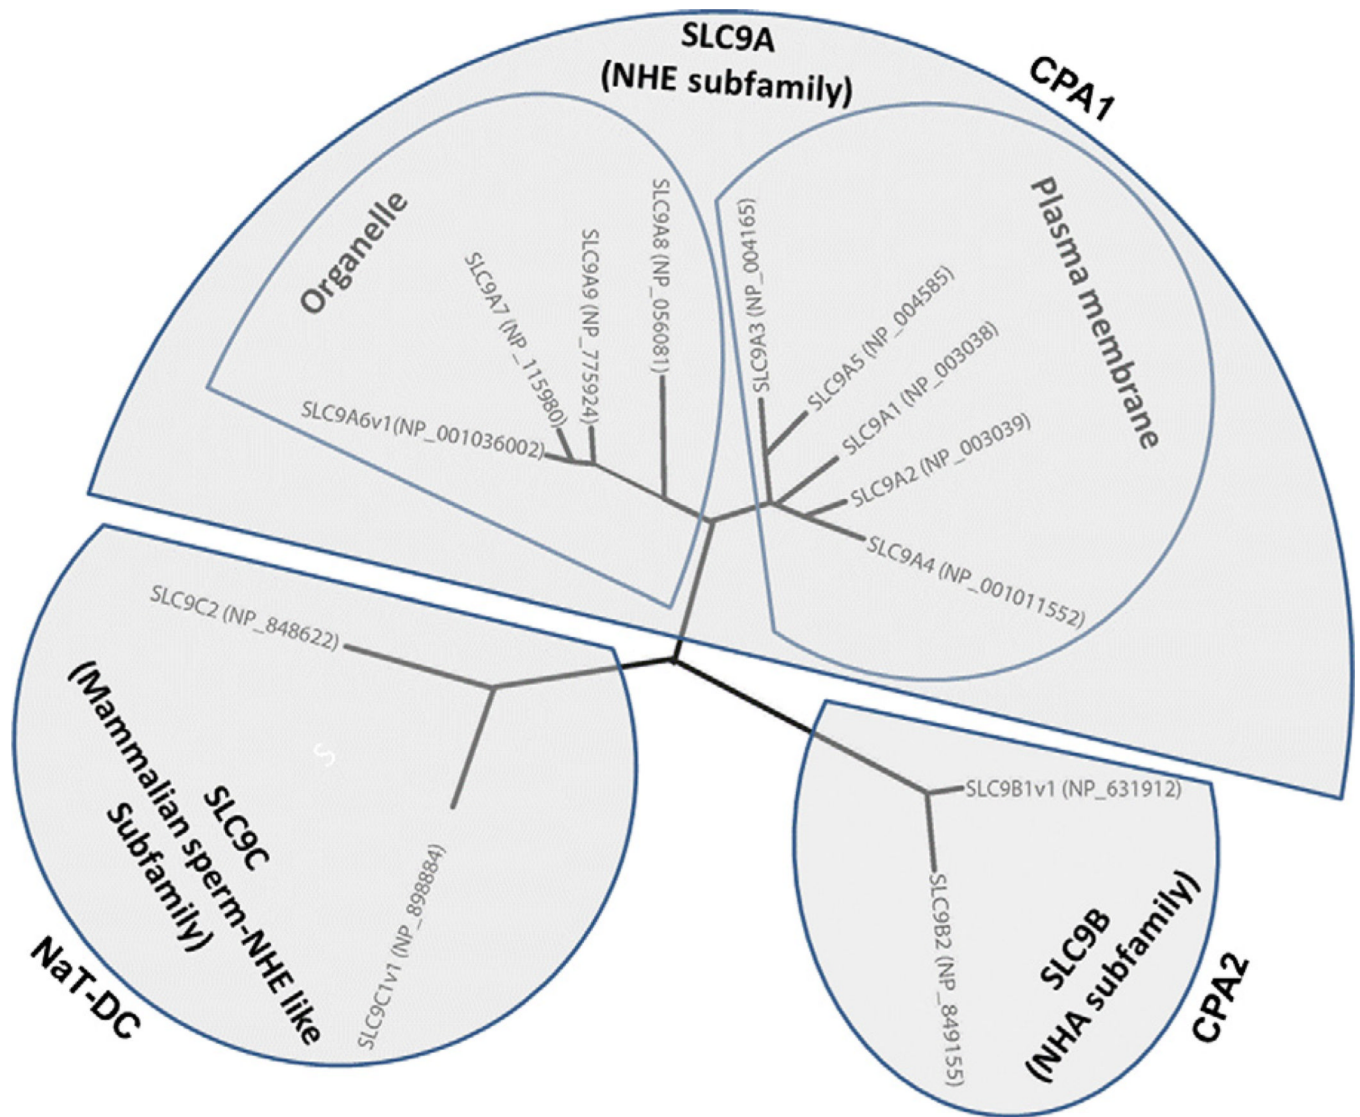 SLC9A
(NHE subfamily)
CPA1
Organelle
Plasma membrane
SLC9A6v1(NP_001036002)
SLC9A7 (NP_115980)
SLC9A9 (NP_775924)
SLC9A8 (NP_056081)
SLC9A3 (NP_004165)
SLC9A5 (NP_004585)
SLC9A1 (NP_003038)
SLC9A2 (NP_003039)
SLC9A4 (NP_001011552)
SLC9C2 (NP_848622)
SLC9C1v1 (NP_898884)
SLC9C
(Mammalian sperm-NHE like
Subfamily)
S
NaT-DC
SLC9B1v1 (NP_631912)
SLC9B2 (NP_849155)
SLC9B
(NHA subfamily)
CPA2